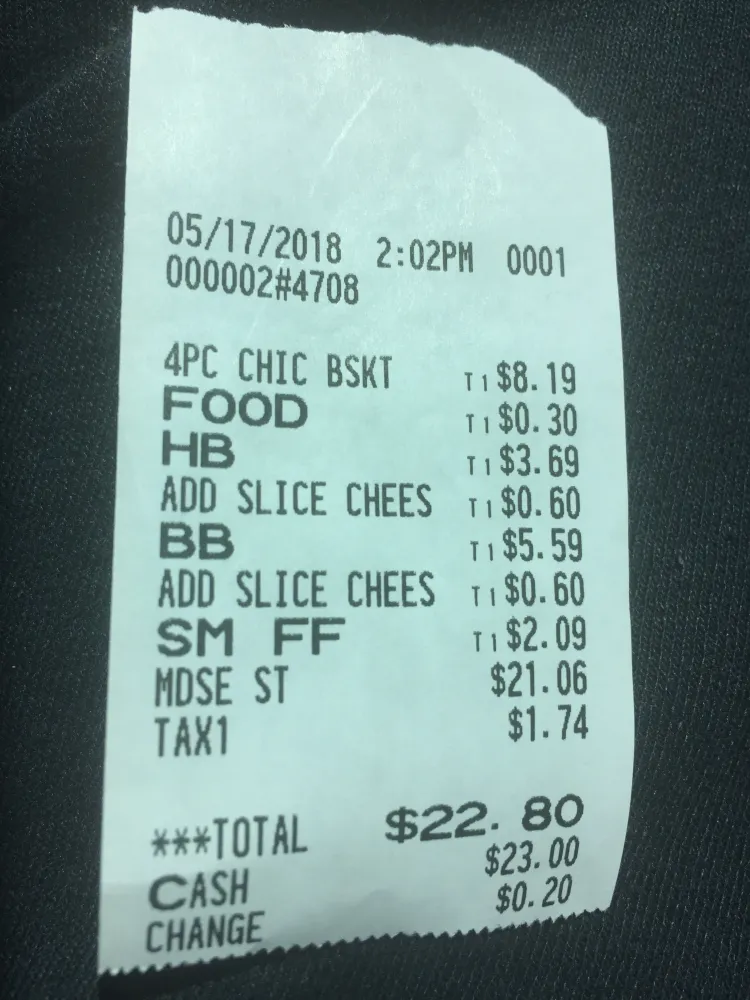 05/17/2018 2:02PM 0001
000002#4708
4PC CHIC BSKT T1 $8.19
FOOD T1 $0.30
HB T1 $3.69
ADD SLICE CHEES T1 $0.60
BB T1 $5.59
ADD SLICE CHEES T1 $0.60
SM FF T1 $2.09
MDSE ST $21.06
TAX1 $1.74
***TOTAL $22.80
CASH $23.00
CHANGE $0.20